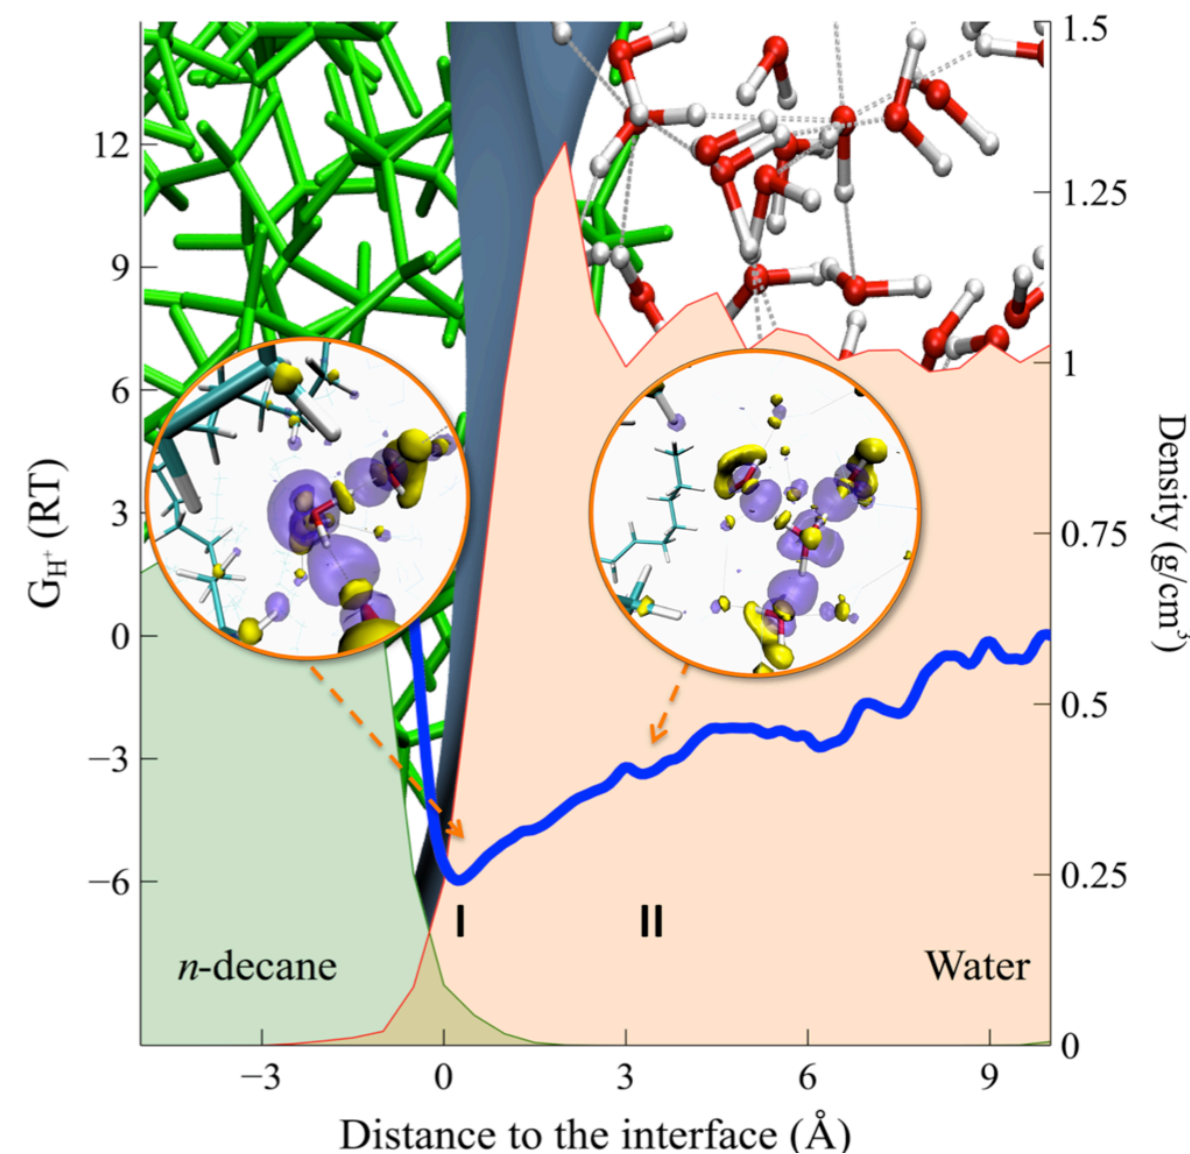 1.5
12
1.25
9
1
6
G_H⁺ (RT)
3
0.75
Density (g/cm³)
0
0.5
−3
−6
0.25
I
II
n-decane
Water
0
−3
0
3
6
9
Distance to the interface (Å)